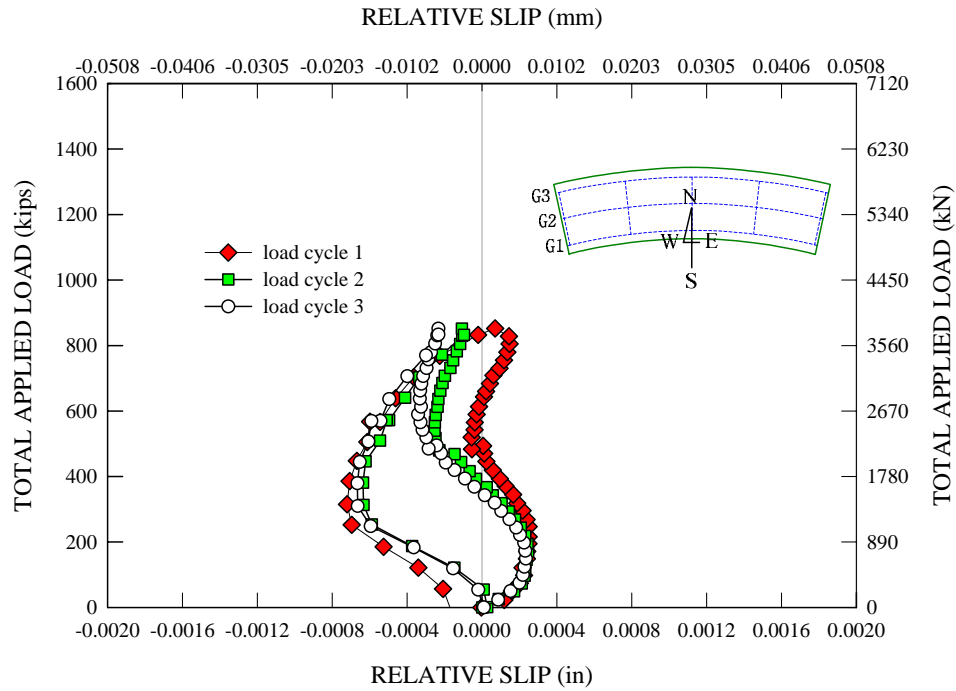 RELATIVE SLIP (mm)
-0.0508 -0.0406 -0.0305 -0.0203 -0.0102 0.0000 0.0102 0.0203 0.0305 0.0406 0.0508
TOTAL APPLIED LOAD (kips)
1600
1400
1200
1000
800
600
400
200
0
load cycle 1
load cycle 2
load cycle 3
G3
G2
G1
N
W E
S
7120
6230
5340
4450
3560
2670
1780
890
0
TOTAL APPLIED LOAD (kN)
-0.0020 -0.0016 -0.0012 -0.0008 -0.0004 0.0000 0.0004 0.0008 0.0012 0.0016 0.0020
RELATIVE SLIP (in)